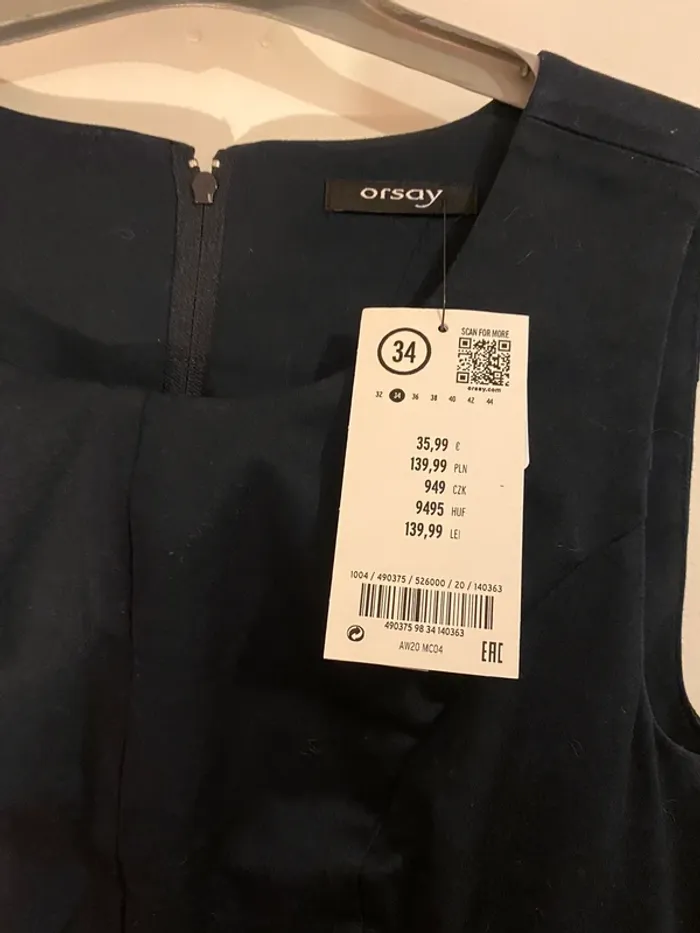 orsay
SCAN FOR MORE
34
orsay.com
32 34 36 38 40 42 44
35,99 €
139,99 PLN
949 CZK
9495 HUF
139,99 LEI
1004 / 490375 / 526000 / 20 / 140363
490375 98 34 140363
AW20 MC04
EAC